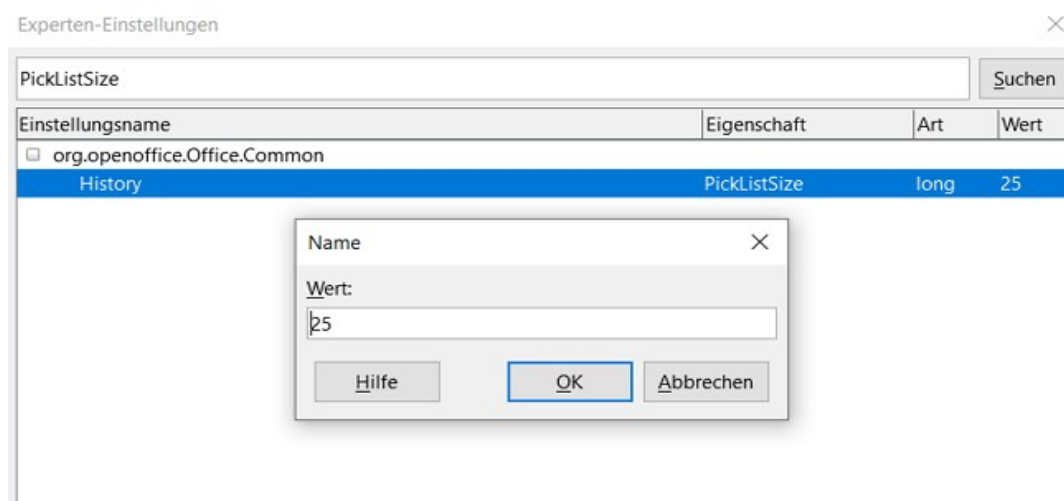 Experten-Einstellungen
PickListSize
Suchen
Einstellungsname Eigenschaft Art Wert
org.openoffice.Office.Common
History PickListSize long 25
Name
Wert:
25
Hilfe OK Abbrechen